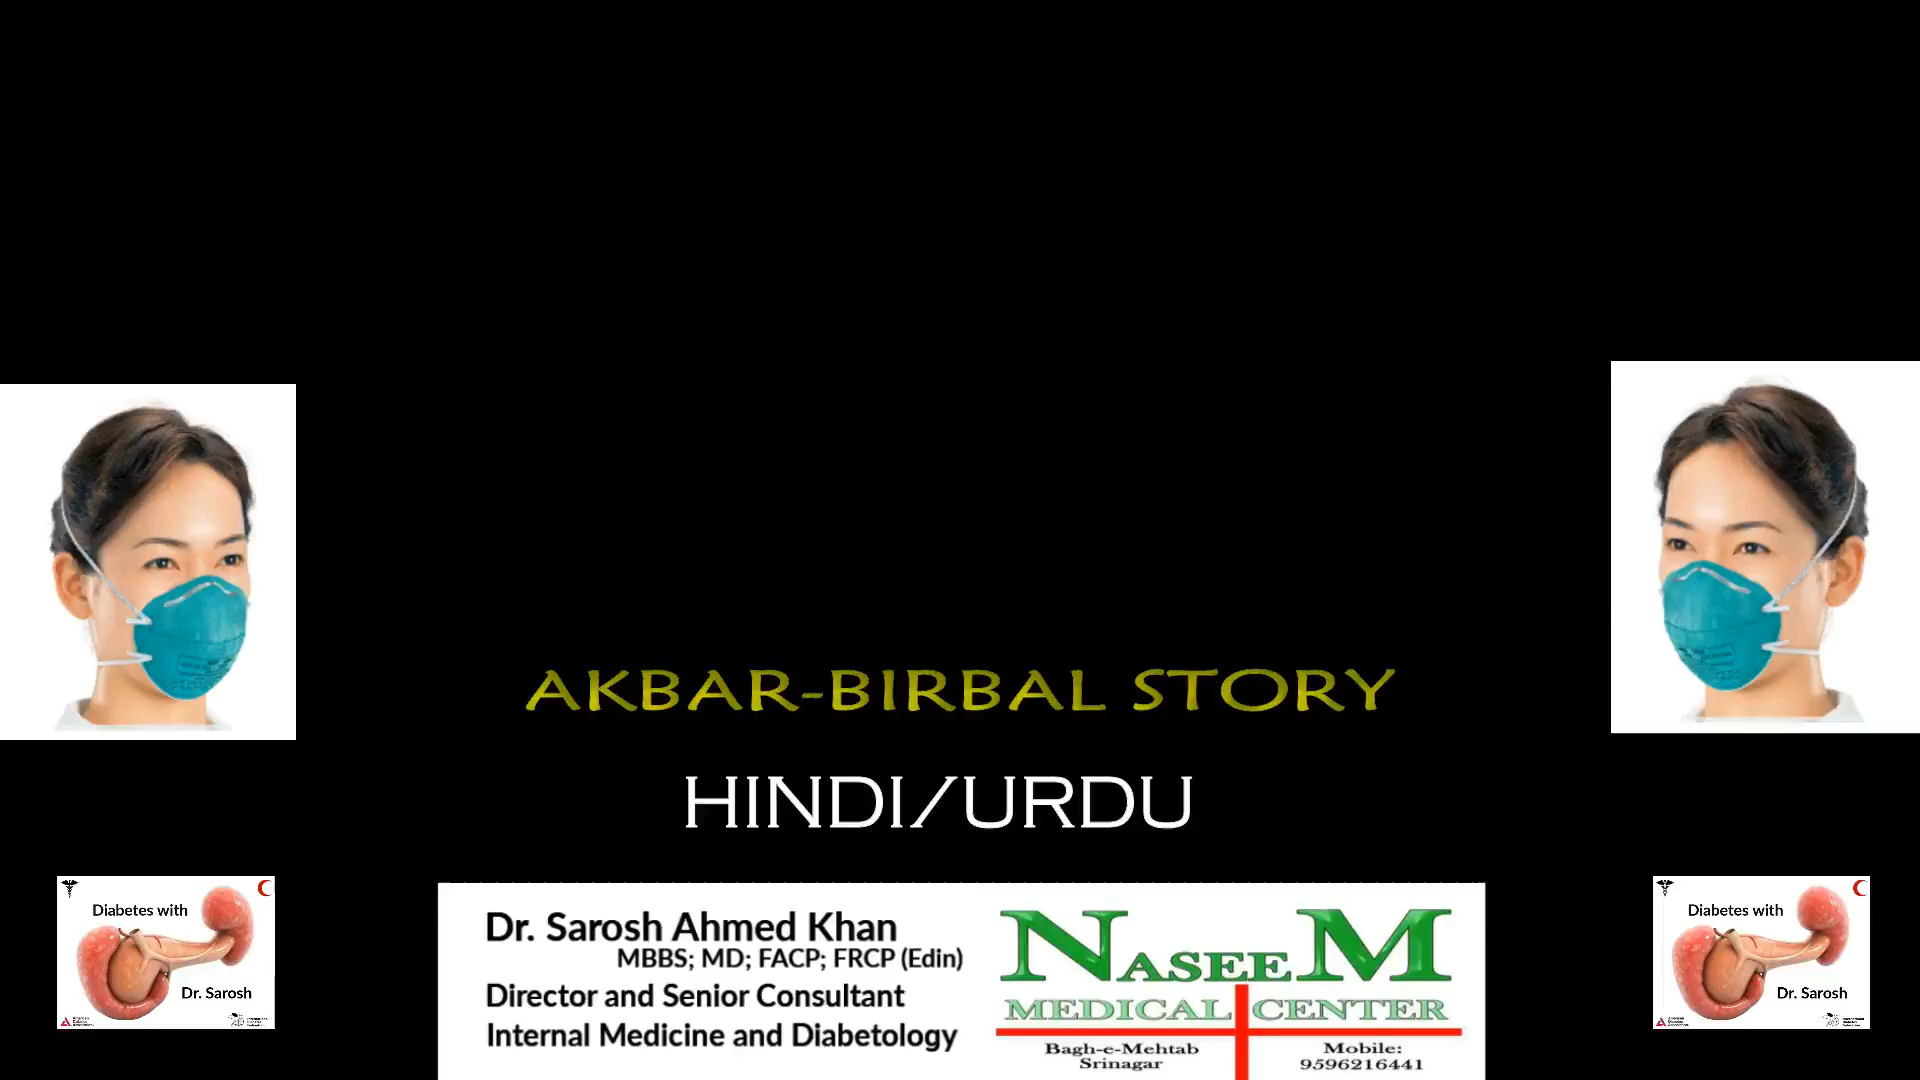 AKBAR-BIRBAL STORY
HINDI/URDU
Diabetes with
Dr. Sarosh
Dr. Sarosh Ahmed Khan
MBBS; MD; FACP; FRCP (Edin)
Director and Senior Consultant
Internal Medicine and Diabetology
NASEEM
MEDICAL CENTER
Bagh-e-Mehtab
Srinagar
Mobile:
9596216441
Diabetes with
Dr. Sarosh